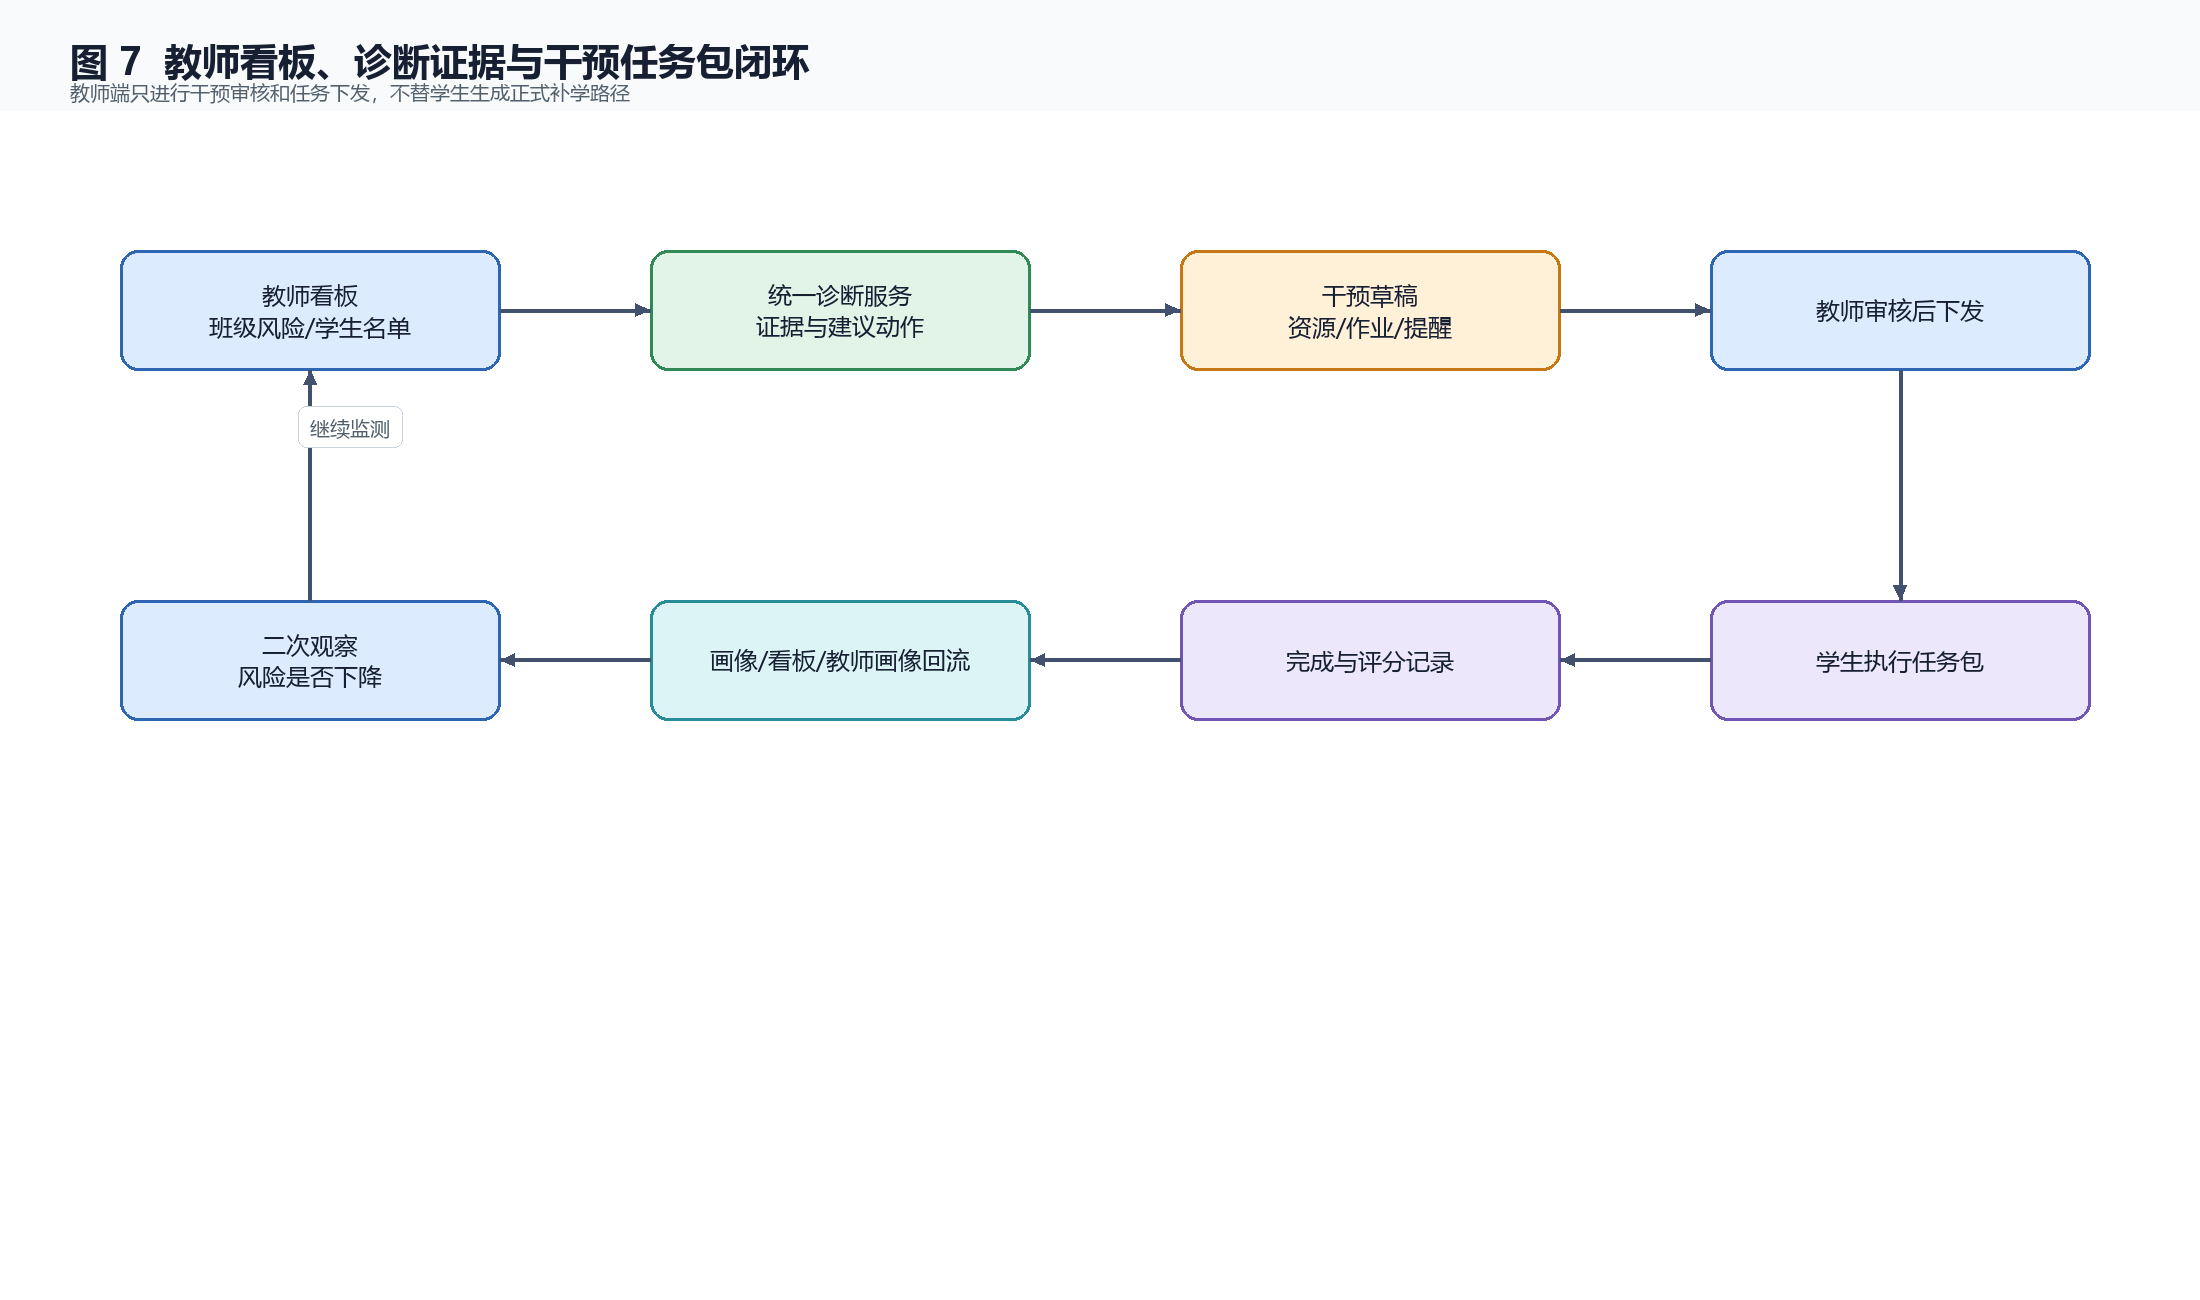 图 7 教师看板、诊断证据与干预任务包闭环
教师端只进行干预审核和任务下发，不替学生生成正式补学路径
教师看板
班级风险/学生名单
统一诊断服务
证据与建议动作
干预草稿
资源/作业/提醒
教师审核后下发
继续监测
二次观察
风险是否下降
画像/看板/教师画像回流
完成与评分记录
学生执行任务包